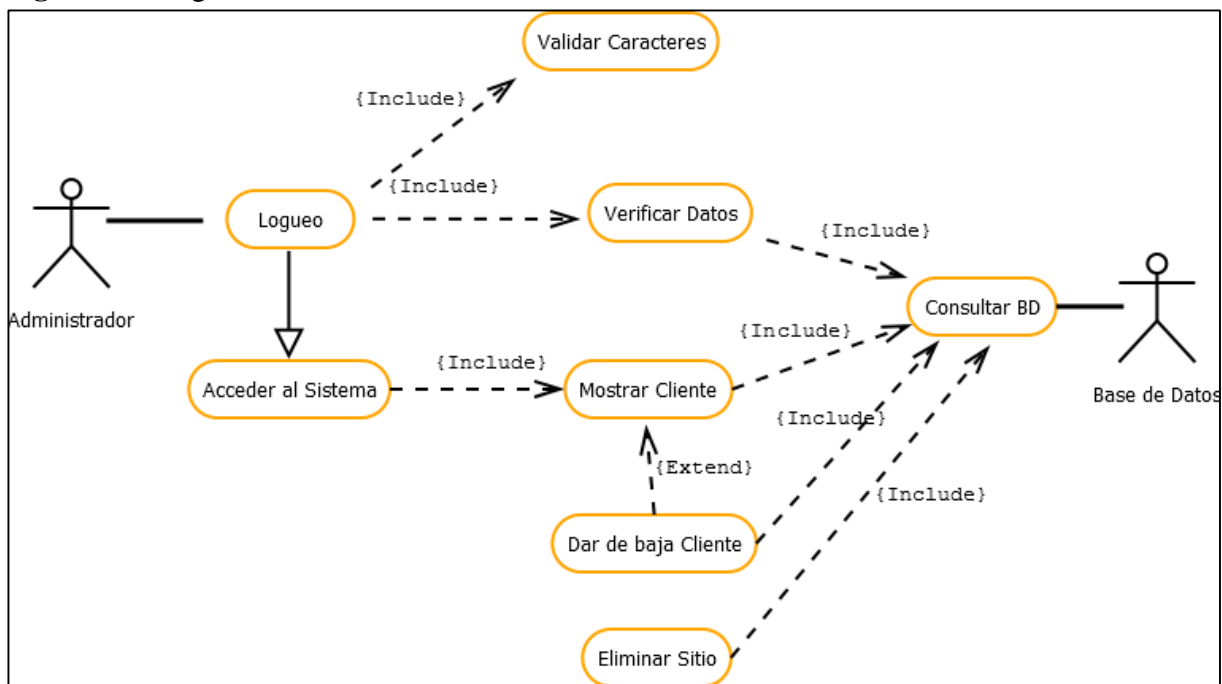 Validar Caracteres
{Include}
{Include}
Logueo
Verificar Datos
{Include}
Administrador
Consultar BD
{Include}
{Include}
Acceder al Sistema
Mostrar Cliente
Base de Datos
{Include}
{Extend}
{Include}
Dar de baja Cliente
Eliminar Sitio